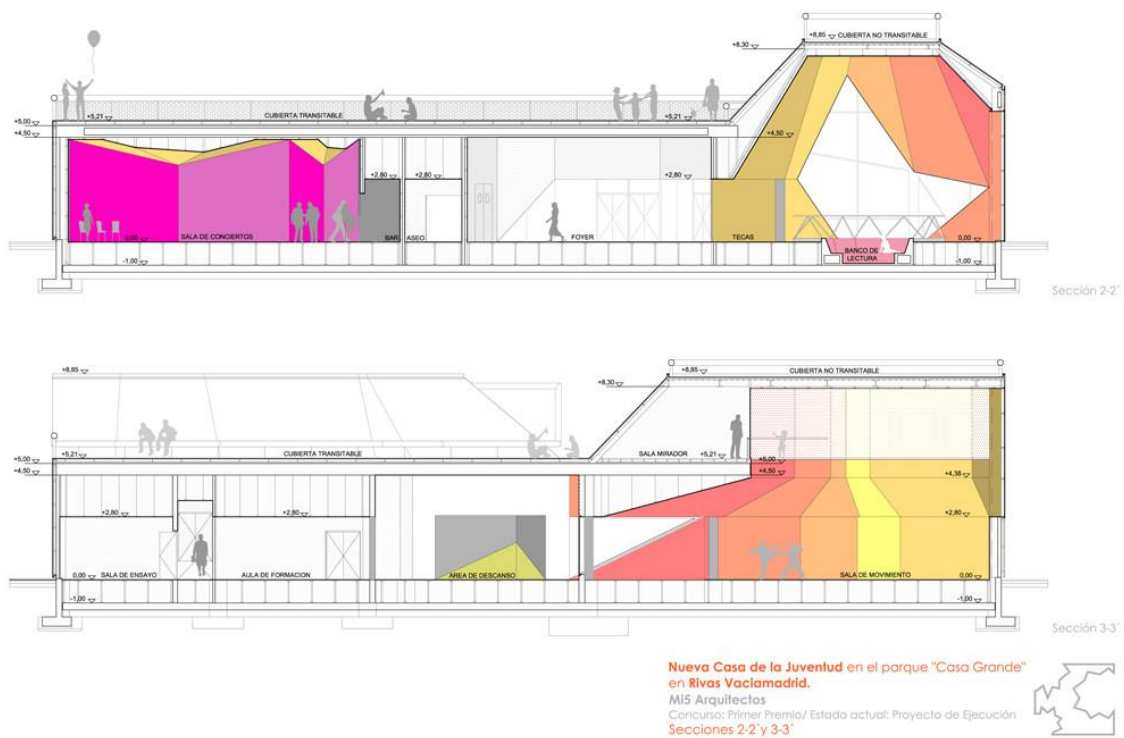 +8,85 CUBIERTA NO TRANSITABLE
+8,30
+5,21 CUBIERTA TRANSITABLE +5,21
+5,00
+4,50 +4,50
+2,80 +2,80 +2,80
0,00 SALA DE CONCIERTOS BAR ASEO FOYER TECAS 0,00
BANCO DE
LECTURA
-1,00 -1,00
Sección 2-2´
+8,85 +8,85 CUBIERTA NO TRANSITABLE
+8,30
+5,21 CUBIERTA TRANSITABLE SALA MIRADOR +5,21
+5,00 +5,00
+4,50 +4,50 +4,38
+2,80 +2,80 +2,80
0,00 SALA DE ENSAYO AULA DE FORMACION AREA DE DESCANSO SALA DE MOVIMIENTO 0,00
-1,00 -1,00
Sección 3-3´
Nueva Casa de la Juventud en el parque "Casa Grande"
en Rivas Vaciamadrid.
Mi5 Arquitectos
Concurso: Primer Premio/ Estado actual: Proyecto de Ejecución
Secciones 2-2´y 3-3´